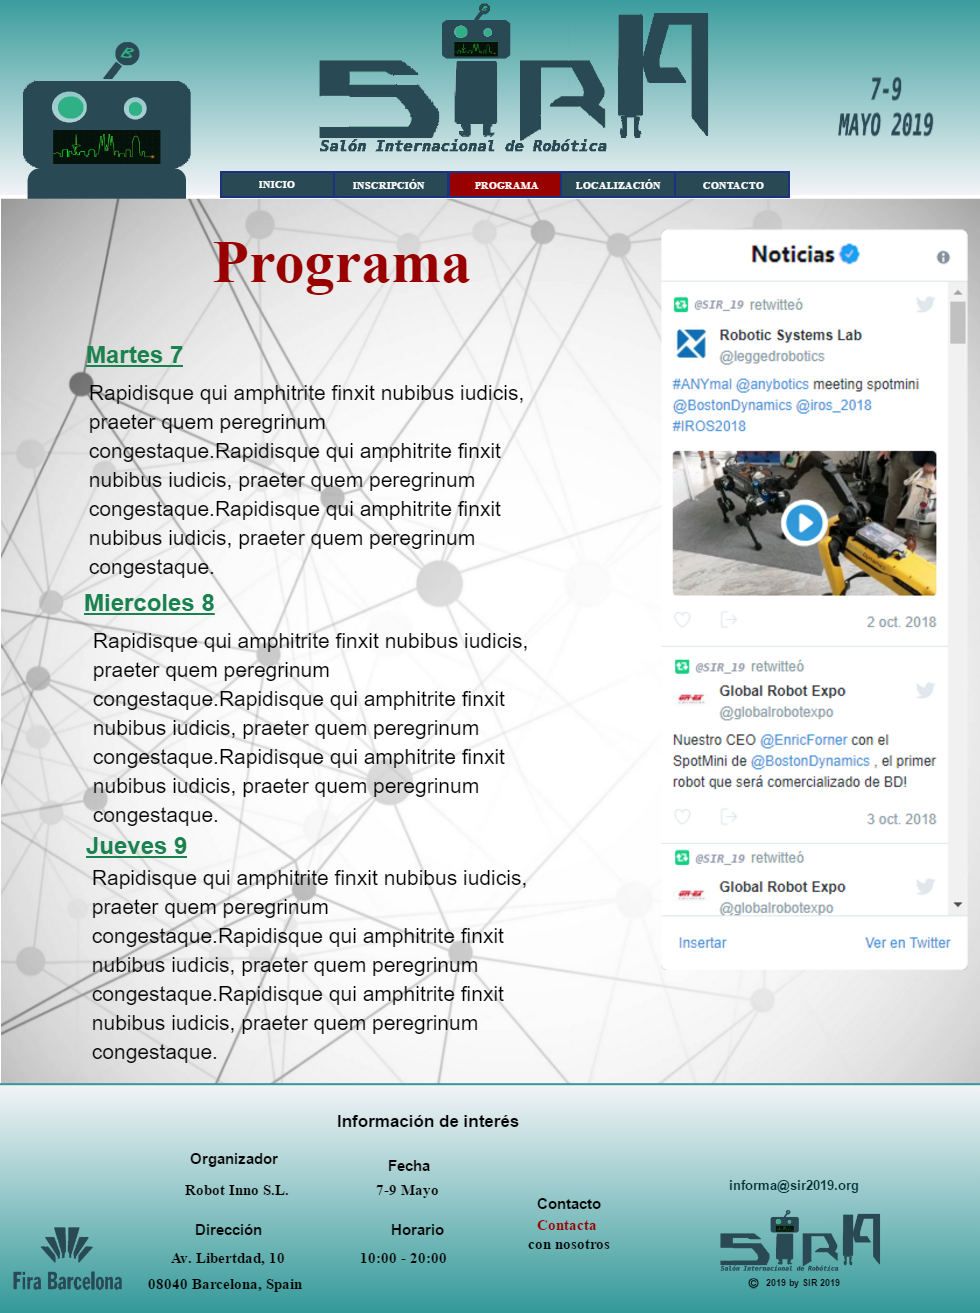 B
SIRA
Salón Internacional de Robótica
7-9
MAYO 2019
INICIO
INSCRIPCIÓN
PROGRAMA
LOCALIZACIÓN
CONTACTO
Programa
Martes 7
Rapidisque qui amphitrite finxit nubibus iudicis,
praeter quem peregrinum
congestaque.Rapidisque qui amphitrite finxit
nubibus iudicis, praeter quem peregrinum
congestaque.Rapidisque qui amphitrite finxit
nubibus iudicis, praeter quem peregrinum
congestaque.
Miercoles 8
Rapidisque qui amphitrite finxit nubibus iudicis,
praeter quem peregrinum
congestaque.Rapidisque qui amphitrite finxit
nubibus iudicis, praeter quem peregrinum
congestaque.Rapidisque qui amphitrite finxit
nubibus iudicis, praeter quem peregrinum
congestaque.
Jueves 9
Rapidisque qui amphitrite finxit nubibus iudicis,
praeter quem peregrinum
congestaque.Rapidisque qui amphitrite finxit
nubibus iudicis, praeter quem peregrinum
congestaque.Rapidisque qui amphitrite finxit
nubibus iudicis, praeter quem peregrinum
congestaque.
Noticias
@SIR_19 retwitteó
Robotic Systems Lab
@leggedrobotics
#ANYmal @anybotics meeting spotmini
@BostonDynamics @iros_2018
#IROS2018
2 oct. 2018
@SIR_19 retwitteó
Global Robot Expo
@globalrobotexpo
Nuestro CEO @EnricForner con el
SpotMini de @BostonDynamics , el primer
robot que será comercializado de BD!
3 oct. 2018
@SIR_19 retwitteó
Global Robot Expo
@globalrobotexpo
Insertar
Ver en Twitter
Información de interés
Organizador
Robot Inno S.L.
Dirección
Av. Libertdad, 10
08040 Barcelona, Spain
Fecha
7-9 Mayo
Horario
10:00 - 20:00
Contacto
Contacta
con nosotros
informa@sir2019.org
SIRA
Salón Internacional de Robótica
© 2019 by SIR 2019
Fira Barcelona